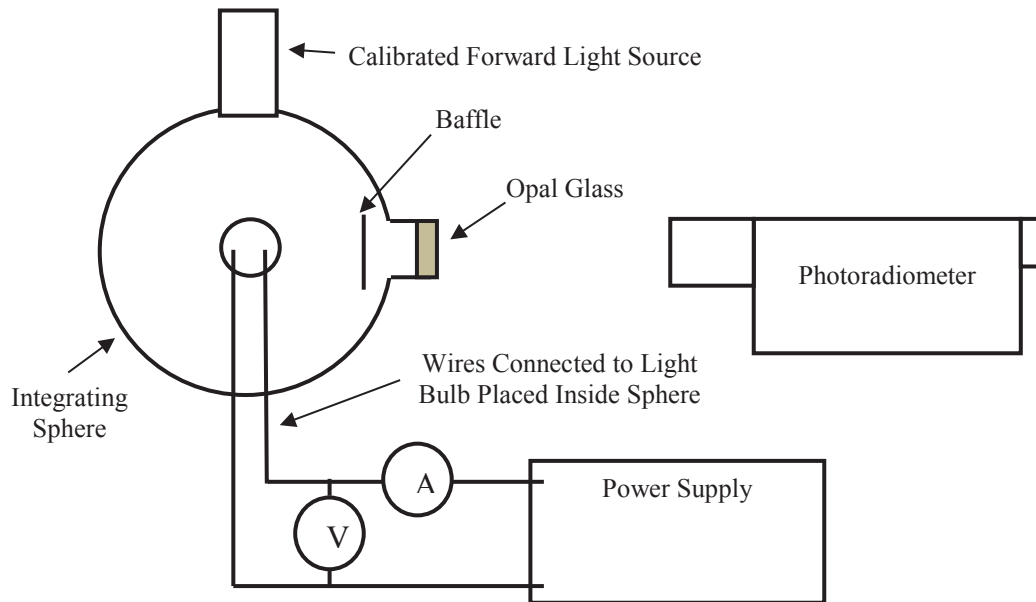 Calibrated Forward Light Source
Baffle
Opal Glass
Photoradiometer
Wires Connected to Light
Bulb Placed Inside Sphere
Integrating
Sphere
A
Power Supply
V